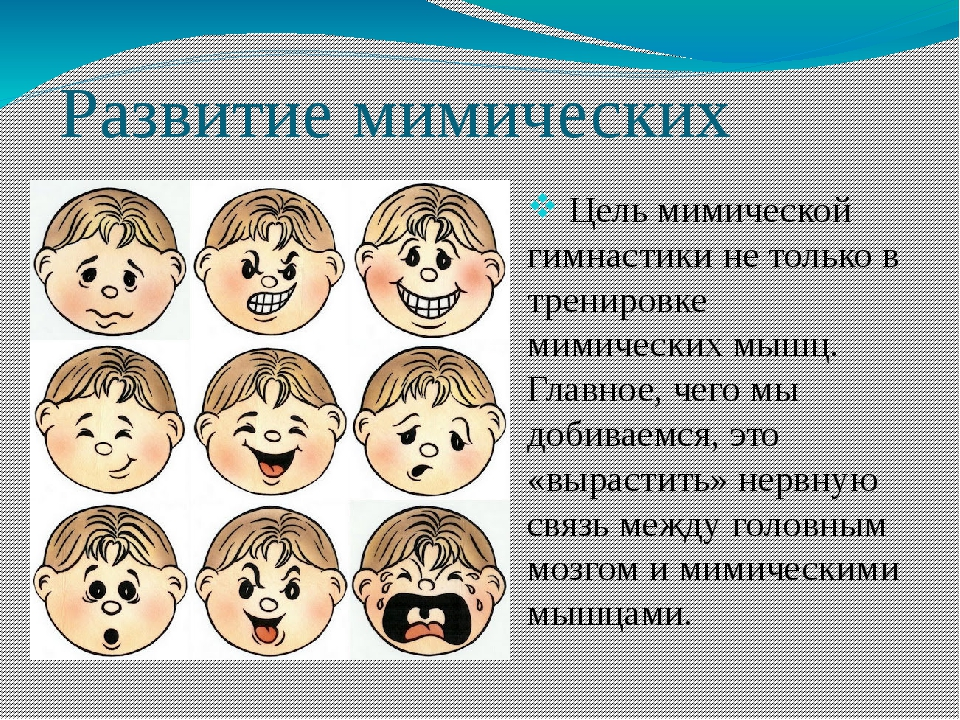 Развитие мимических
Цель мимической
гимнастики не только в
тренировке
мимических мышц.
Главное, чего мы
добиваемся, это
«вырастить» нервную
связь между головным
мозгом и мимическими
мышцами.